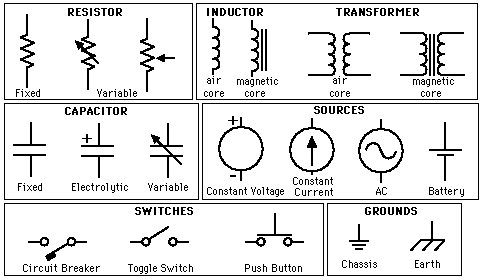 RESISTOR
Fixed Variable
INDUCTOR TRANSFORMER
air core magnetic core air core magnetic core
CAPACITOR
+
Fixed Electrolytic Variable
SOURCES
+
-
Constant Voltage Constant Current AC Battery
SWITCHES
Circuit Breaker Toggle Switch Push Button
GROUNDS
Chassis Earth